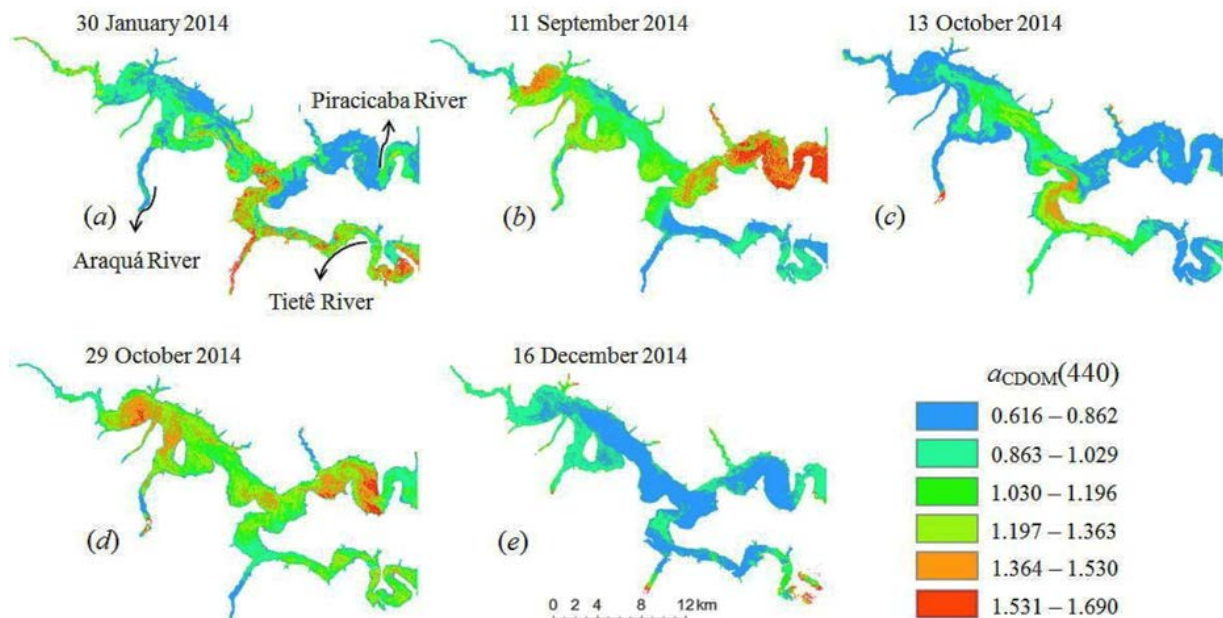 30 January 2014
11 September 2014
13 October 2014
Piracicaba River
(a)
(b)
(c)
Araquá River
Tietê River
29 October 2014
16 December 2014
aCDOM(440)
0.616 – 0.862
0.863 – 1.029
1.030 – 1.196
1.197 – 1.363
1.364 – 1.530
1.531 – 1.690
(d)
(e)
0 2 4 8 12 km